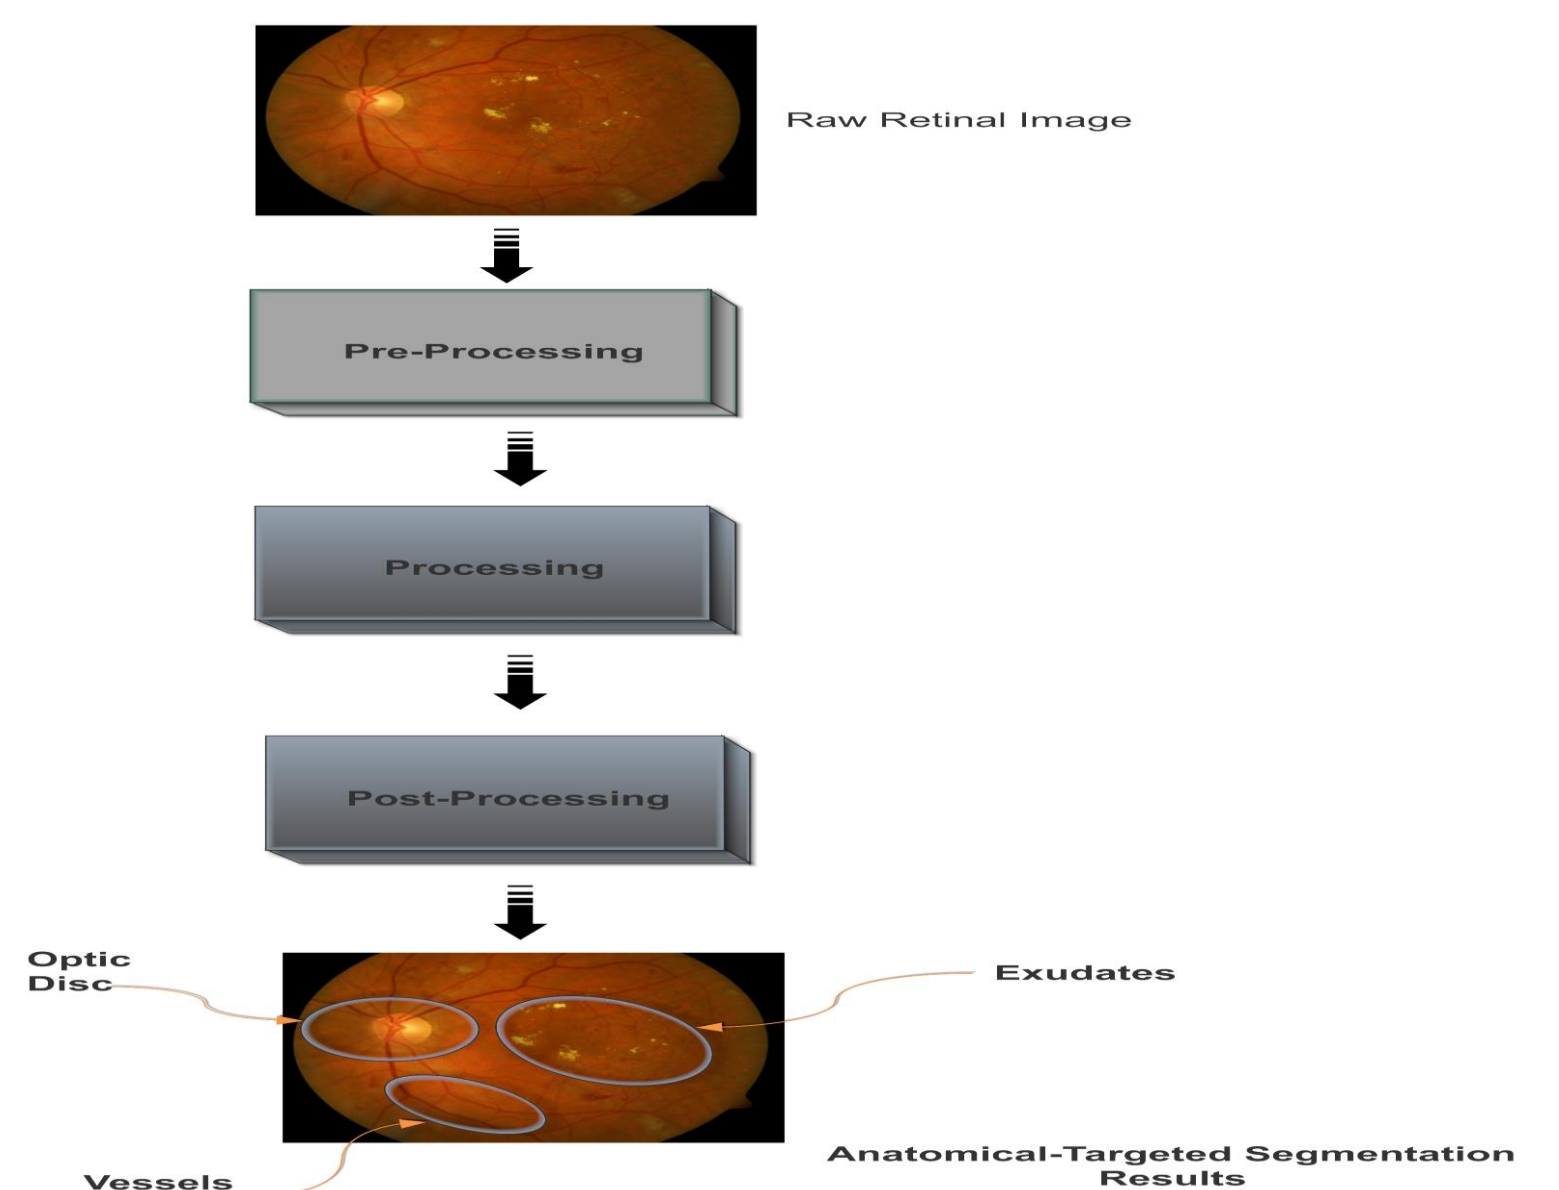 Raw Retinal Image
Pre-Processing
Processing
Post-Processing
Optic
Disc
Exudates
Vessels
Anatomical-Targeted Segmentation
Results